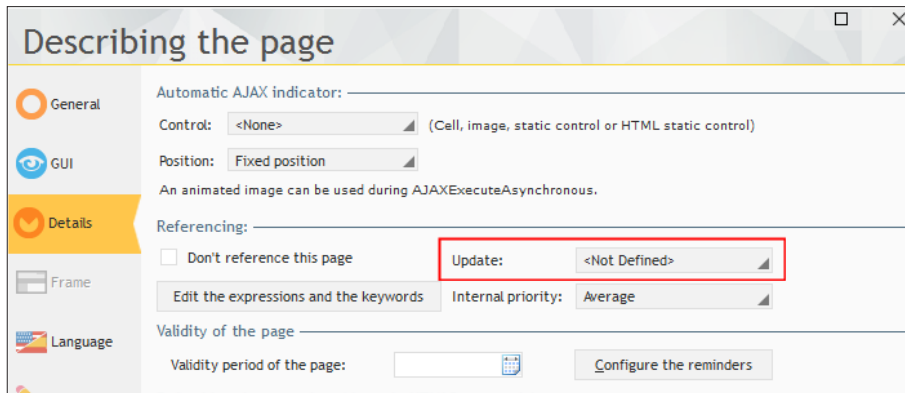 Describing the page
General
GUI
Details
Frame
Language
Automatic AJAX indicator:
Control: <None> (Cell, image, static control or HTML static control)
Position: Fixed position
An animated image can be used during AJAXExecuteAsynchronous.
Referencing:
Don't reference this page Update: <Not Defined>
Edit the expressions and the keywords Internal priority: Average
Validity of the page
Validity period of the page: Configure the reminders